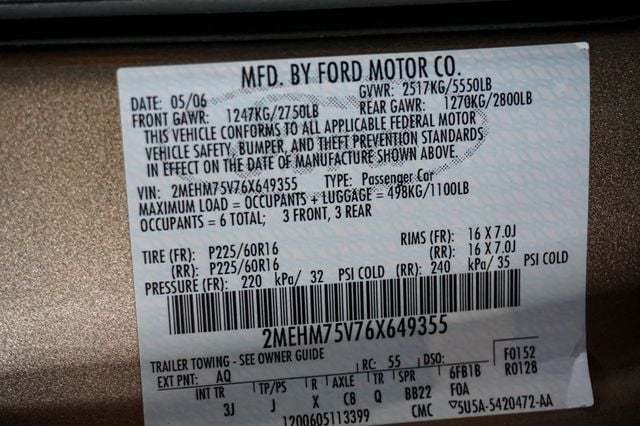 MFD. BY FORD MOTOR CO.
DATE: 05/06 GVWR: 2517KG/5550LB
FRONT GAWR: 1247KG/2750LB REAR GAWR: 1270KG/2800LB
THIS VEHICLE CONFORMS TO ALL APPLICABLE FEDERAL MOTOR
VEHICLE SAFETY, BUMPER, AND THEFT PREVENTION STANDARDS
IN EFFECT ON THE DATE OF MANUFACTURE SHOWN ABOVE
VIN: 2MEHM75V76X649355 TYPE: Passenger Car
MAXIMUM LOAD = OCCUPANTS + LUGGAGE = 498KG/1100LB
OCCUPANTS = 6 TOTAL; 3 FRONT, 3 REAR
TIRE (FR): P225/60R16 RIMS (FR): 16 X 7.0J
(RR): P225/60R16 (RR): 16 X 7.0J
PRESSURE (FR): 220 kPa/ 32 PSI COLD (RR): 240 kPa/ 35 PSI COLD
2MEHM75V76X649355
TRAILER TOWING - SEE OWNER GUIDE
EXT PNT: AQ RC: 55 DSO: F0152
INT TR TP/PS R AXLE TR SPR 6FB1B R0128
3J J X C8 Q BB22 F0A
1200605113399 CMC ▽5U5A-5420472-AA